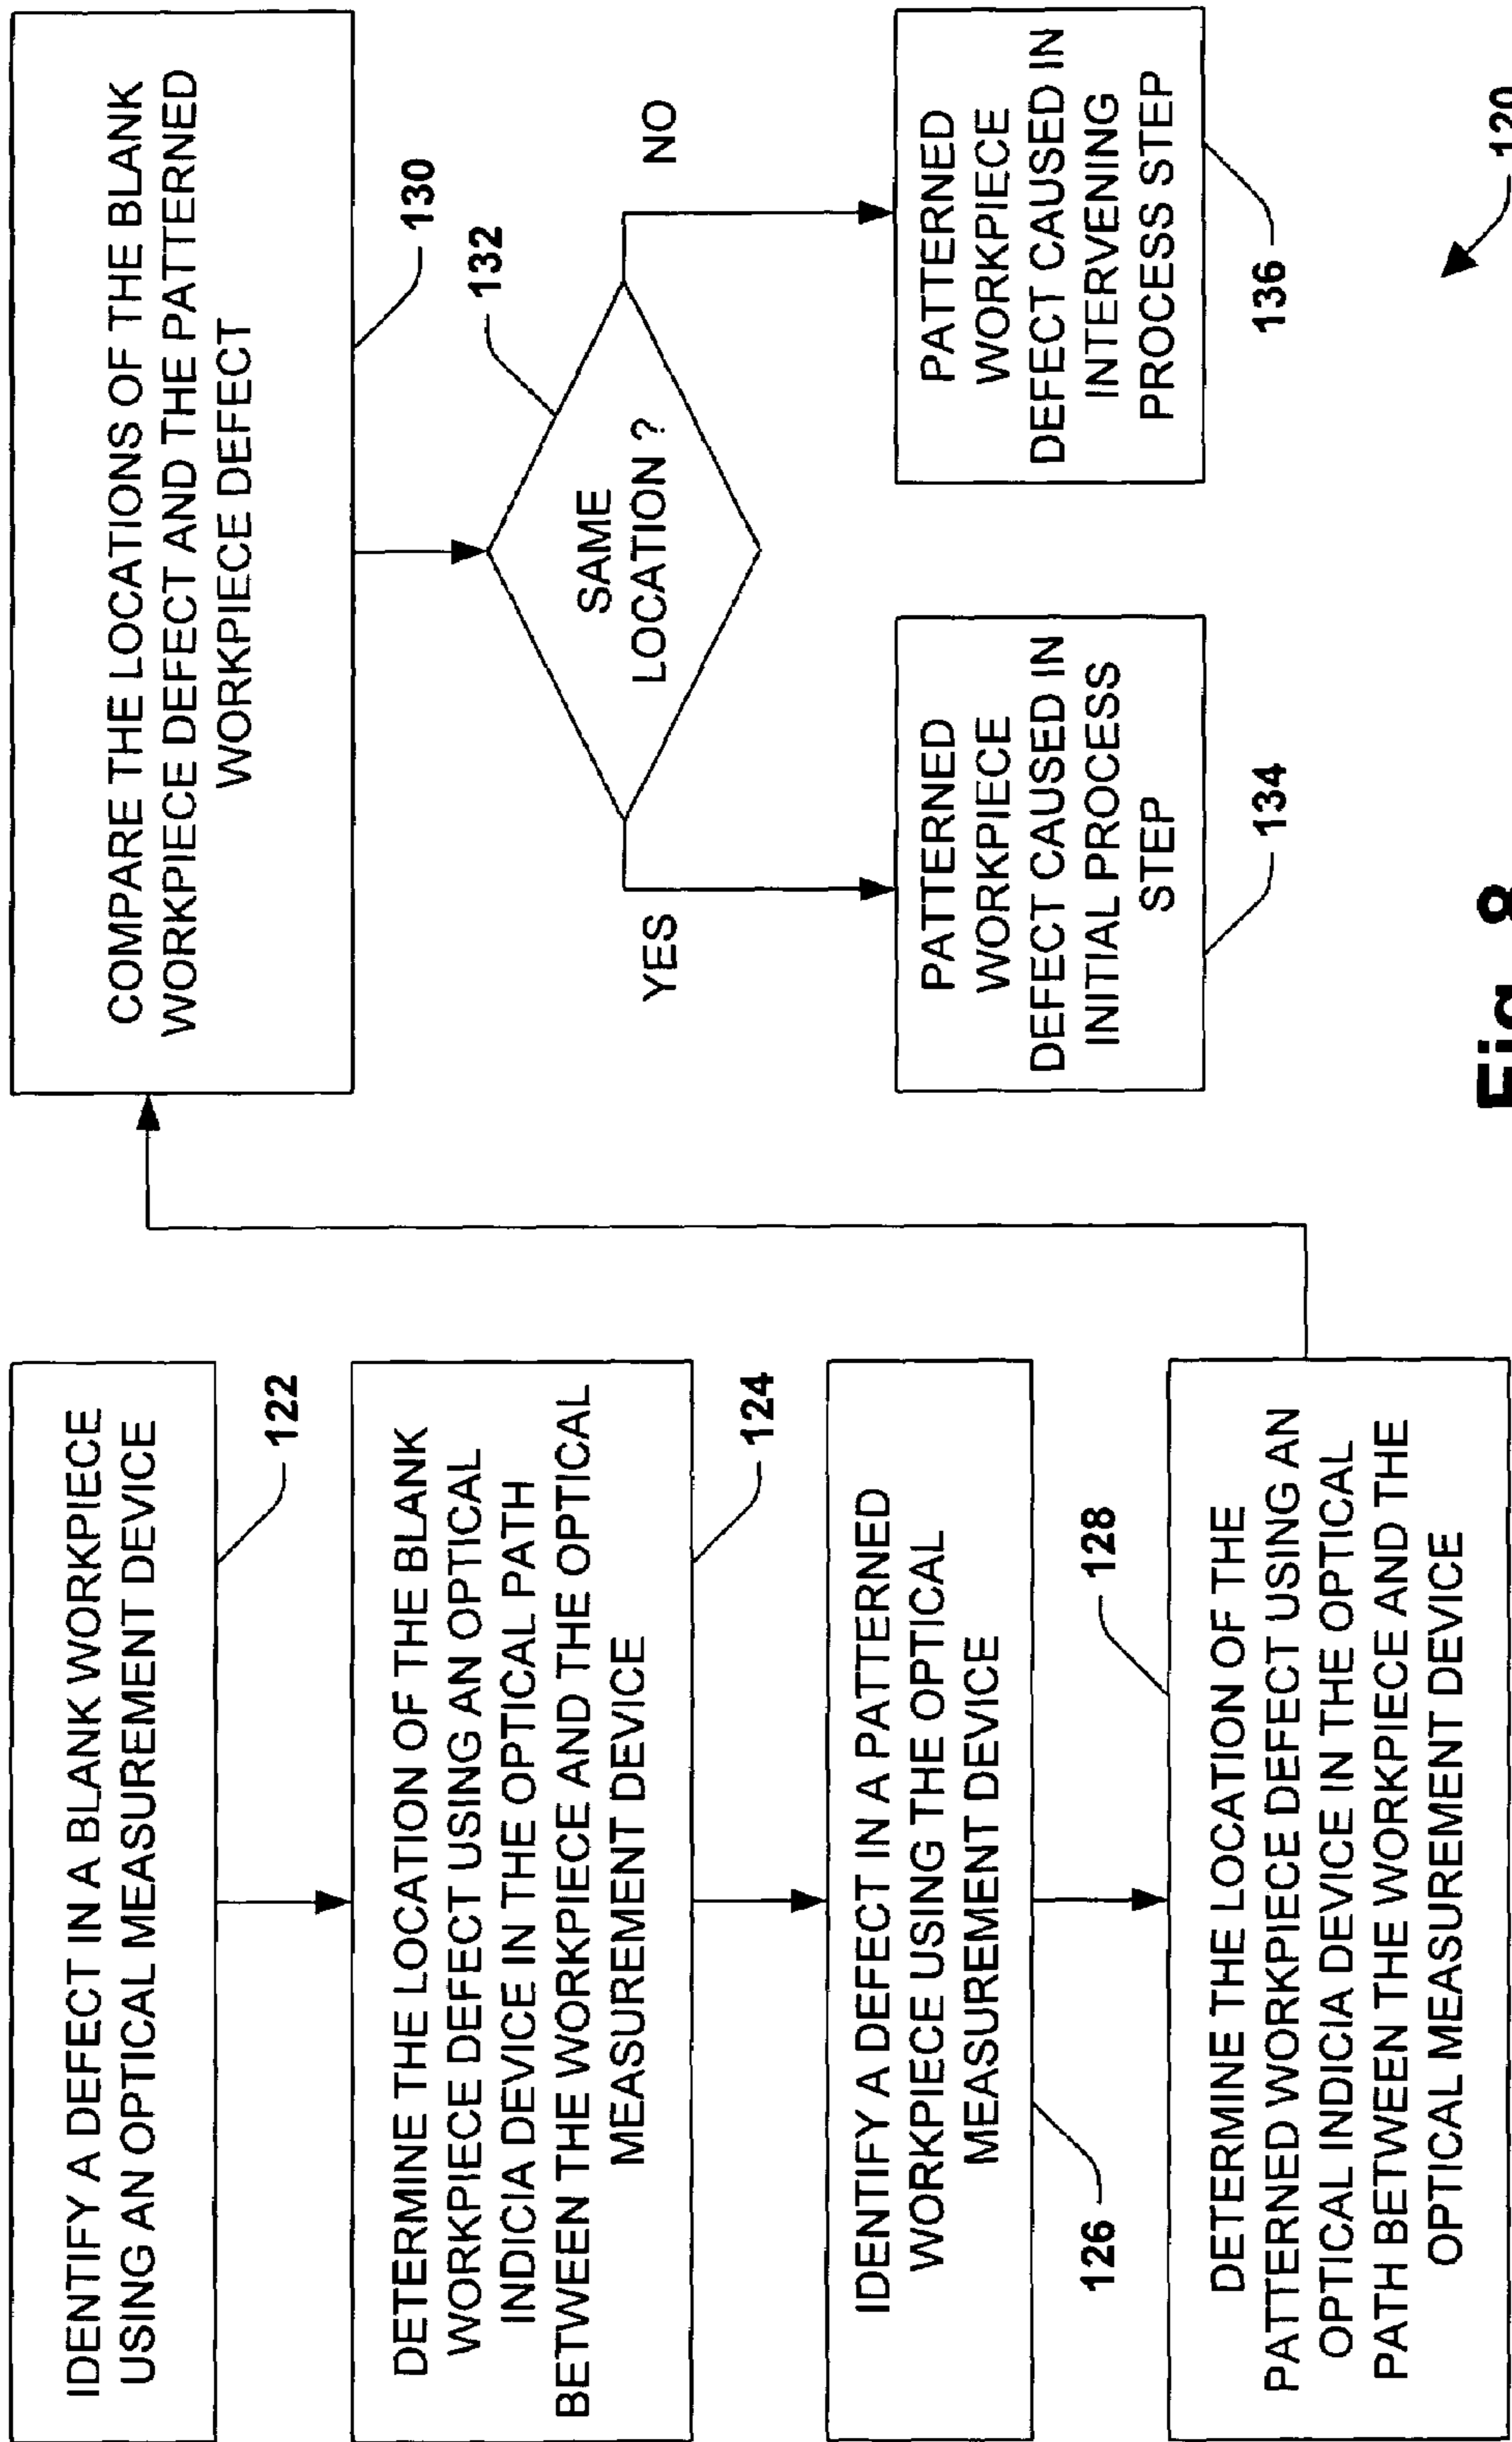 IDENTIFY A DEFECT IN A BLANK WORKPIECE
USING AN OPTICAL MEASUREMENT DEVICE
122
DETERMINE THE LOCATION OF THE BLANK
WORKPIECE DEFECT USING AN OPTICAL
INDICIA DEVICE IN THE OPTICAL PATH
BETWEEN THE WORKPIECE AND THE OPTICAL
MEASUREMENT DEVICE
124
IDENTIFY A DEFECT IN A PATTERNED
WORKPIECE USING THE OPTICAL
MEASUREMENT DEVICE
126
128
DETERMINE THE LOCATION OF THE
PATTERNED WORKPIECE DEFECT USING AN
OPTICAL INDICIA DEVICE IN THE OPTICAL
PATH BETWEEN THE WORKPIECE AND THE
OPTICAL MEASUREMENT DEVICE
COMPARE THE LOCATIONS OF THE BLANK
WORKPIECE DEFECT AND THE PATTERNED
WORKPIECE DEFECT
130
132
SAME
LOCATION ?
YES
NO
PATTERNED
WORKPIECE
DEFECT CAUSED IN
INITIAL PROCESS
STEP
134
PATTERNED
WORKPIECE
DEFECT CAUSED IN
INTERVENING
PROCESS STEP
136
120
Fig. 8